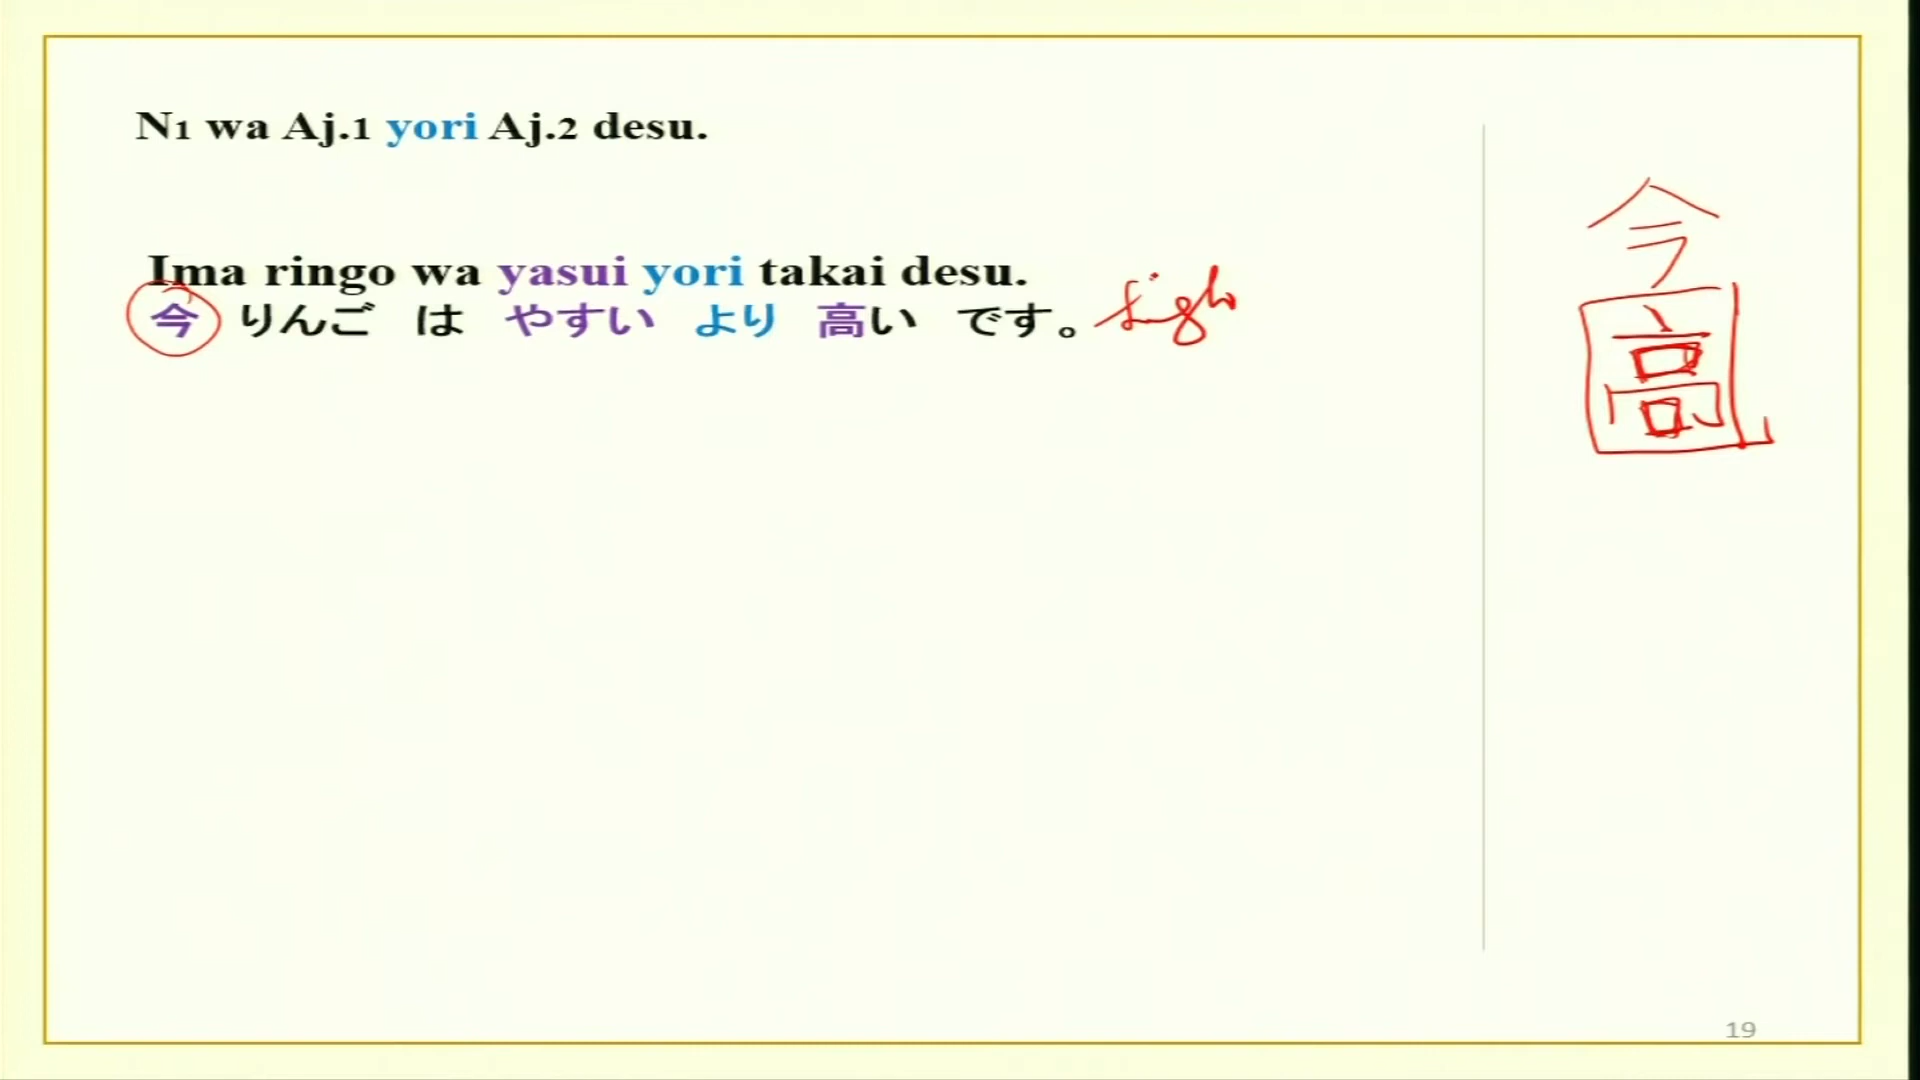 N1 wa Aj.1 yori Aj.2 desu.
Ima ringo wa yasui yori takai desu.
今 りんご は やすい より 高い です。
今
高
19